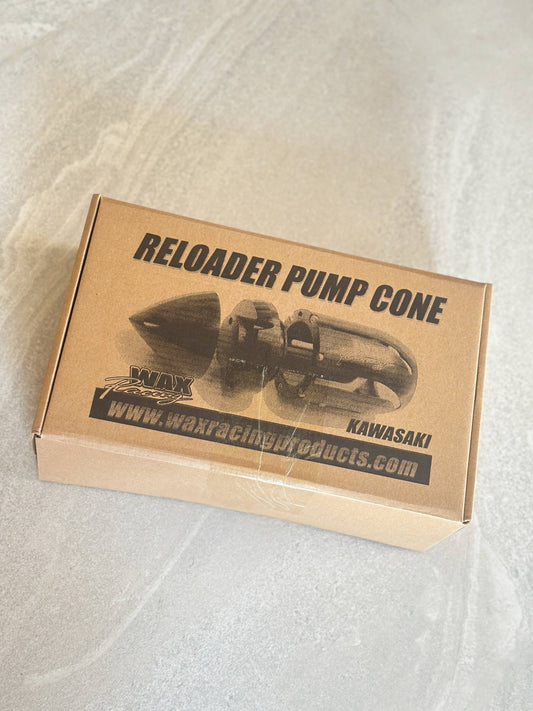 RELOADER PUMP CONE
WAX
Racing
KAWASAKI
www.waxracingproducts.com